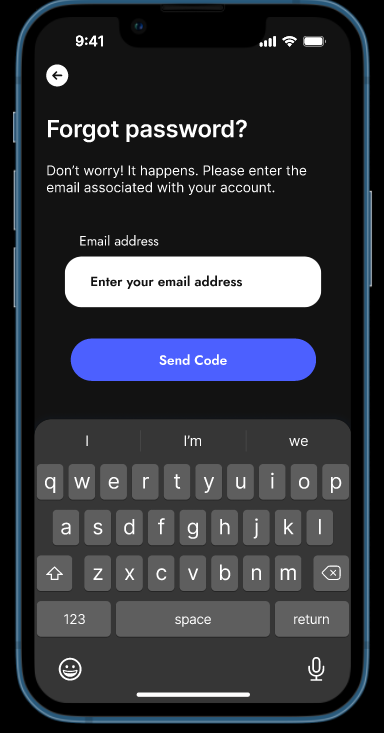 9:41
Forgot password?
Don't worry! It happens. Please enter the
email associated with your account.
Email address
Enter your email address
Send Code
I I'm we
q w e r t y u i o p
a s d f g h j k l
z x c v b n m
123 space return